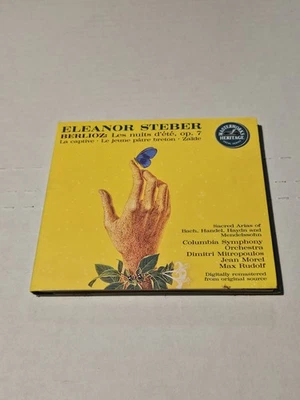 ELEANOR STEBER
BERLIOZ: Les nuits d'été, op. 7
La captive · Le jeune pâtre breton · Zaïde
MASTERWORKS
HERITAGE
Sacred Arias of
Bach, Handel, Haydn and
Mendelssohn
Columbia Symphony
Orchestra
Dimitri Mitropoulos
Jean Morel
Max Rudolf
Digitally remastered
from original source